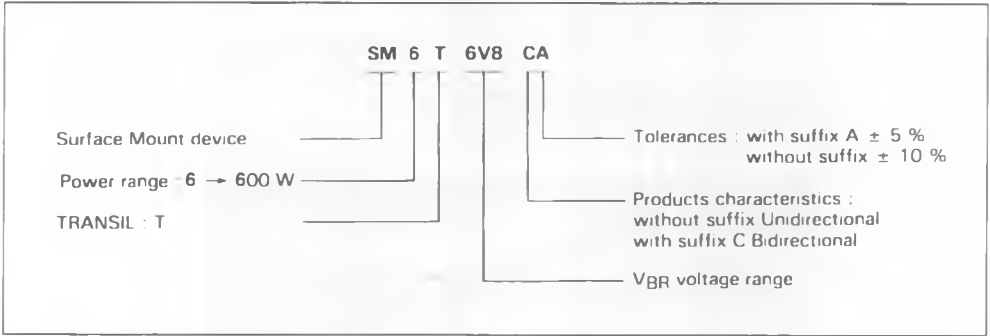 SM 6 T 6V8 CA
Surface Mount device
Power range 6 → 600 W
TRANSIL : T
Tolerances : with suffix A ± 5 %
without suffix ± 10 %
Products characteristics :
without suffix Unidirectional
with suffix C Bidirectional
VBR voltage range